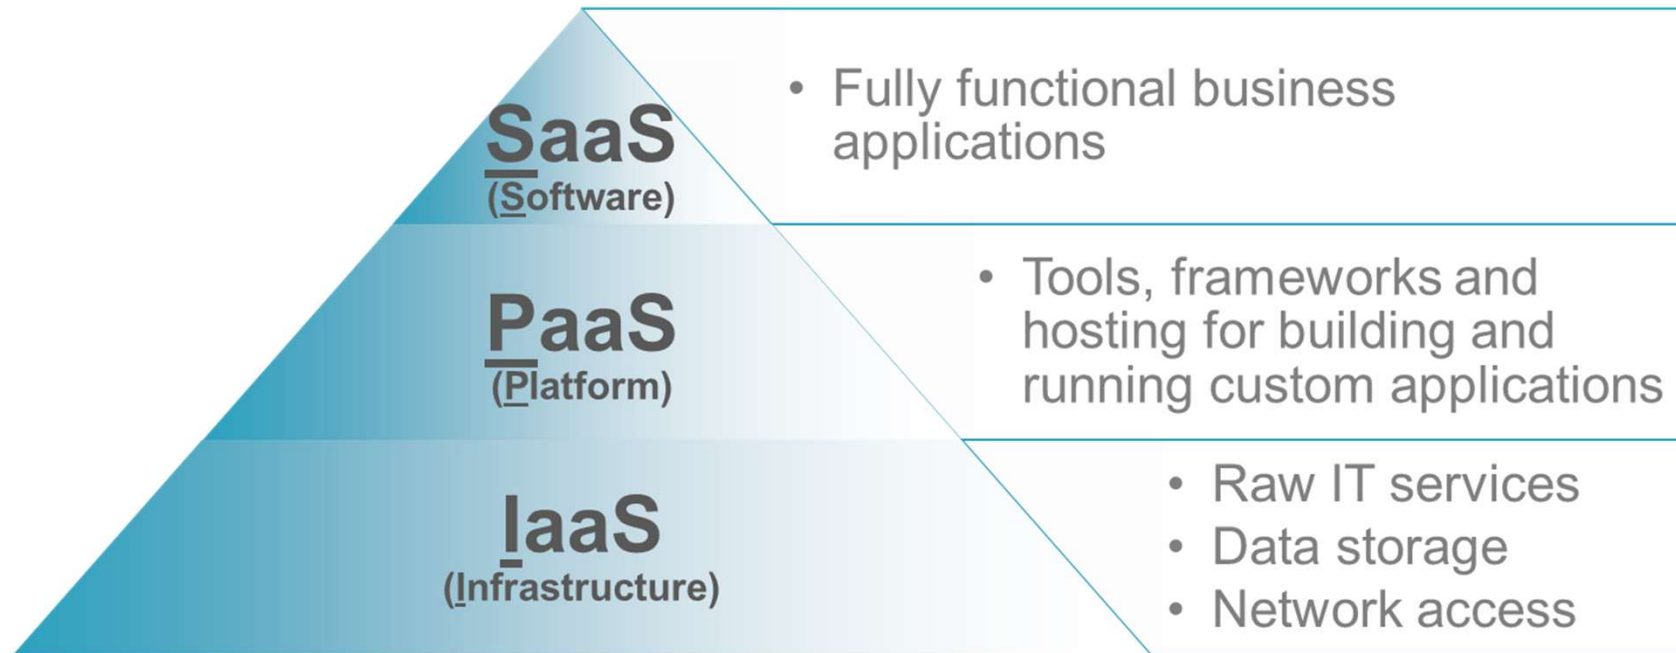 SaaS
(Software)
• Fully functional business
applications
PaaS
(Platform)
• Tools, frameworks and
hosting for building and
running custom applications
IaaS
(Infrastructure)
• Raw IT services
• Data storage
• Network access